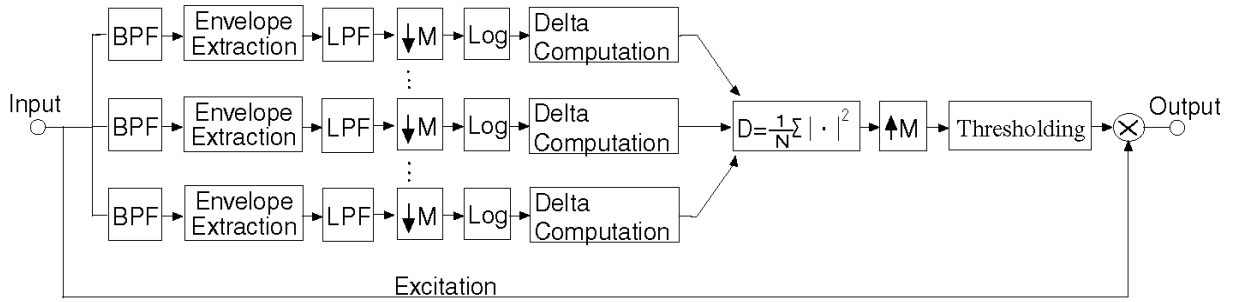 BPF
Envelope
Extraction
LPF
↓M
Log
Delta
Computation
Input
BPF
Envelope
Extraction
LPF
↓M
Log
Delta
Computation
D=1/N Σ | · |²
↑M
Thresholding
×
Output
BPF
Envelope
Extraction
LPF
↓M
Log
Delta
Computation
Excitation